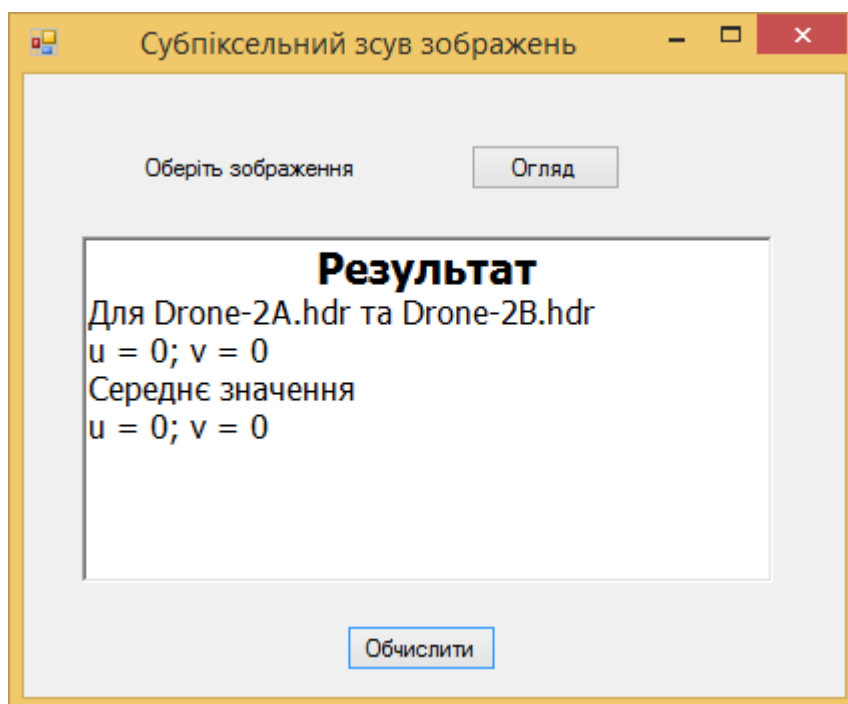 Субпіксельний зсув зображень
Оберіть зображення Огляд
Результат
Для Drone-2A.hdr та Drone-2B.hdr
u = 0; v = 0
Середнє значення
u = 0; v = 0
Обчислити